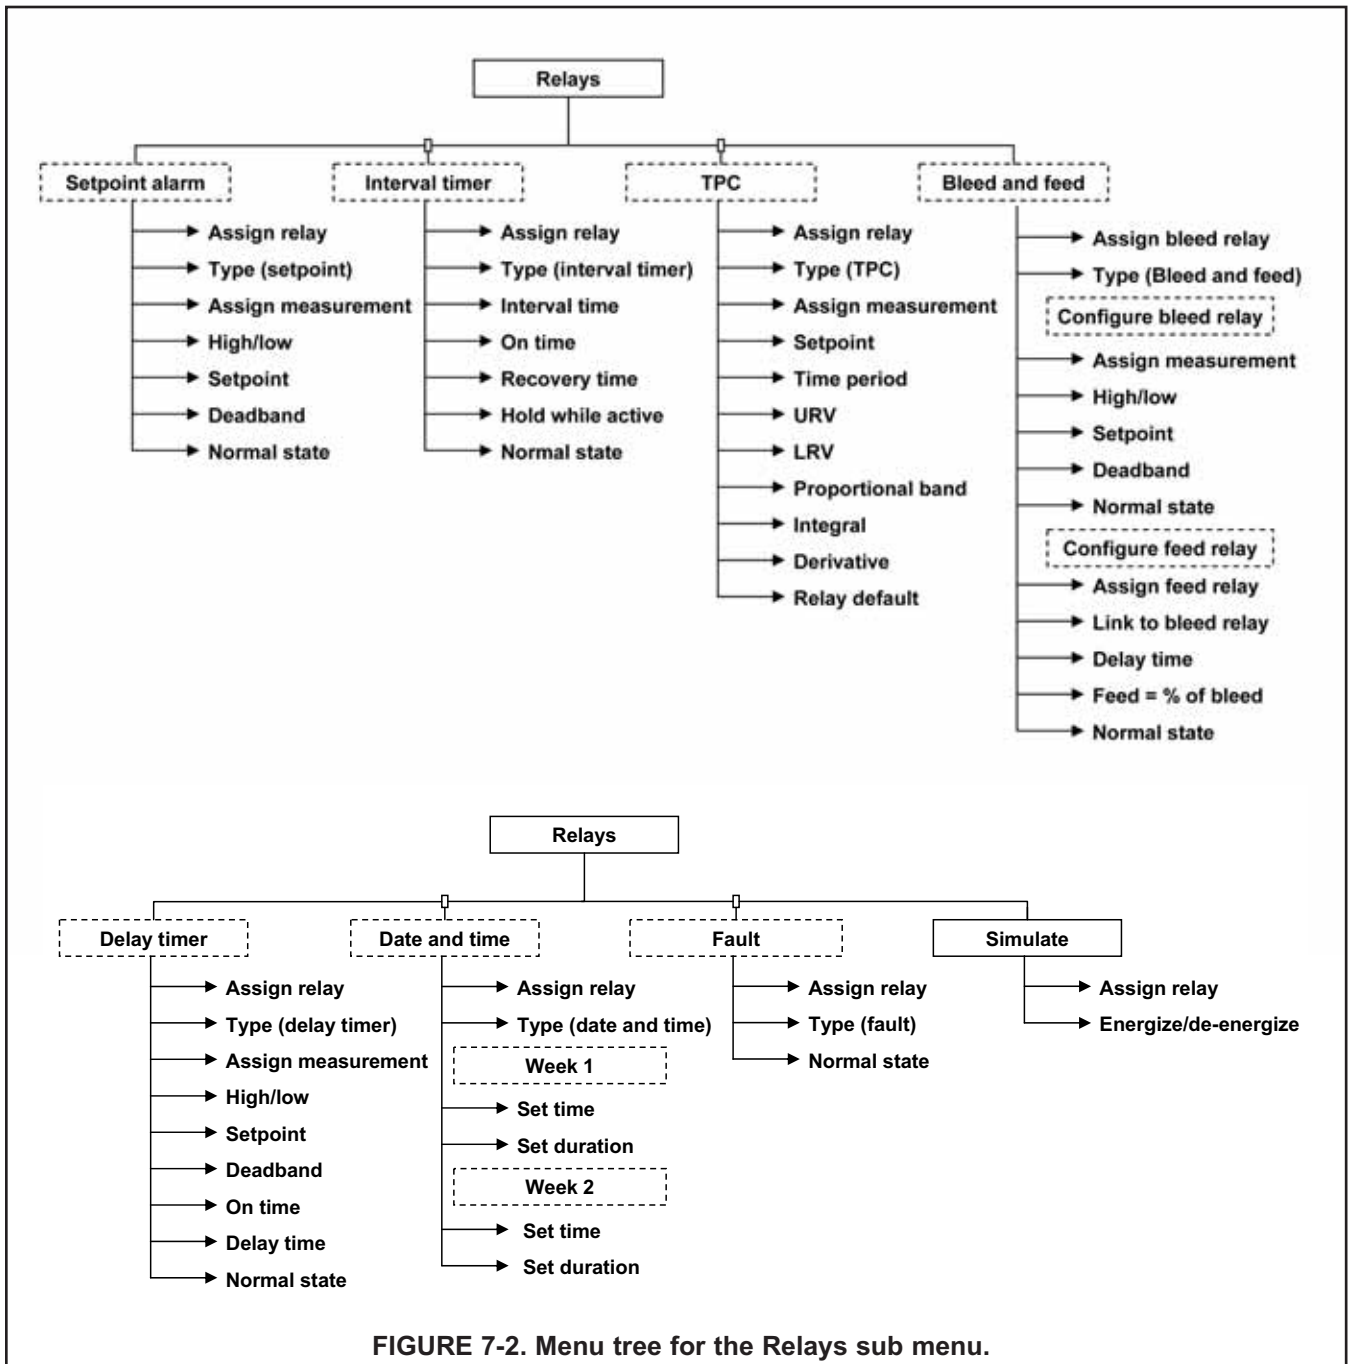 Relays
Setpoint alarm
Assign relay
Type (setpoint)
Assign measurement
High/low
Setpoint
Deadband
Normal state
Interval timer
Assign relay
Type (interval timer)
Interval time
On time
Recovery time
Hold while active
Normal state
TPC
Assign relay
Type (TPC)
Assign measurement
Setpoint
Time period
URV
LRV
Proportional band
Integral
Derivative
Relay default
Bleed and feed
Assign bleed relay
Type (Bleed and feed)
Configure bleed relay
Assign measurement
High/low
Setpoint
Deadband
Normal state
Configure feed relay
Assign feed relay
Link to bleed relay
Delay time
Feed = % of bleed
Normal state
Relays
Delay timer
Assign relay
Type (delay timer)
Assign measurement
High/low
Setpoint
Deadband
On time
Delay time
Normal state
Date and time
Assign relay
Type (date and time)
Week 1
Set time
Set duration
Week 2
Set time
Set duration
Fault
Assign relay
Type (fault)
Normal state
Simulate
Assign relay
Energize/de-energize
FIGURE 7-2. Menu tree for the Relays sub menu.